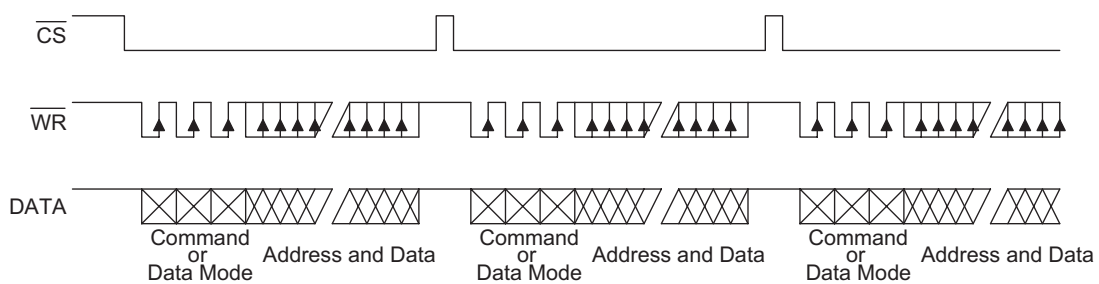 CS
WR
DATA
Command
or
Data Mode
Address and Data
Command
or
Data Mode
Address and Data
Command
or
Data Mode
Address and Data